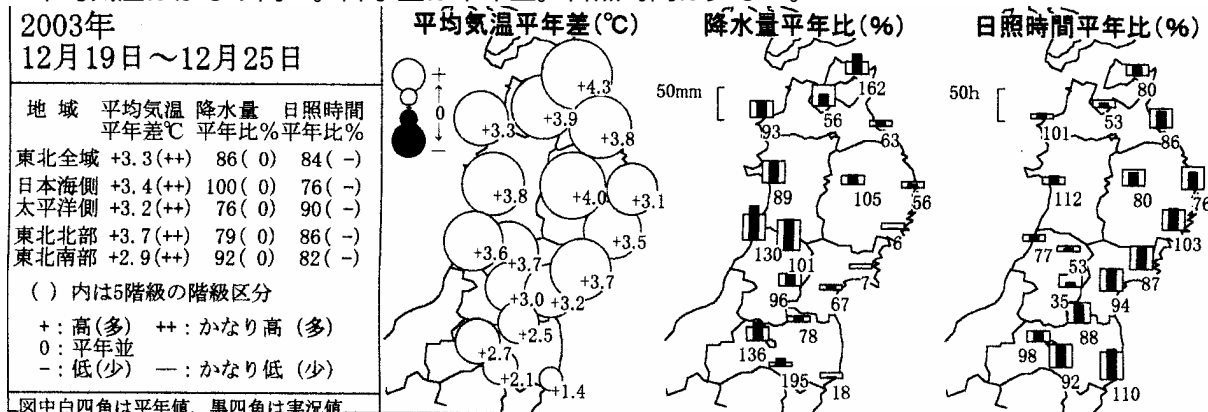 2003年
12月19日～12月25日
地 域 平均気温 降水量 日照時間
平年差℃ 平年比% 平年比%
東北全域 +3.3(++) 86( 0) 84( -)
日本海側 +3.4(++) 100( 0) 76( -)
太平洋側 +3.2(++) 76( 0) 90( -)
東北北部 +3.7(++) 79( 0) 86( -)
東北南部 +2.9(++) 92( 0) 82( -)
( ) 内は5階級の階級区分
+:高(多) ++:かなり高 (多)
0:平年並
-:低(少) ―:かなり低 (少)
図中白四角は平年値、黒四角は実況値
平均気温平年差(℃)
+
0
-
+4.3
+3.9
+3.3
+3.8
+3.8
+4.0
+3.1
+3.5
+3.6
+3.7
+3.7
+3.0
+3.2
+2.5
+2.7
+2.1
+1.4
降水量平年比(%)
50mm
162
56
93
63
89
105
56
6
130
101
7
96
67
78
136
195
18
日照時間平年比(%)
50h
80
53
101
86
112
80
76
103
77
53
87
35
94
88
98
92
110